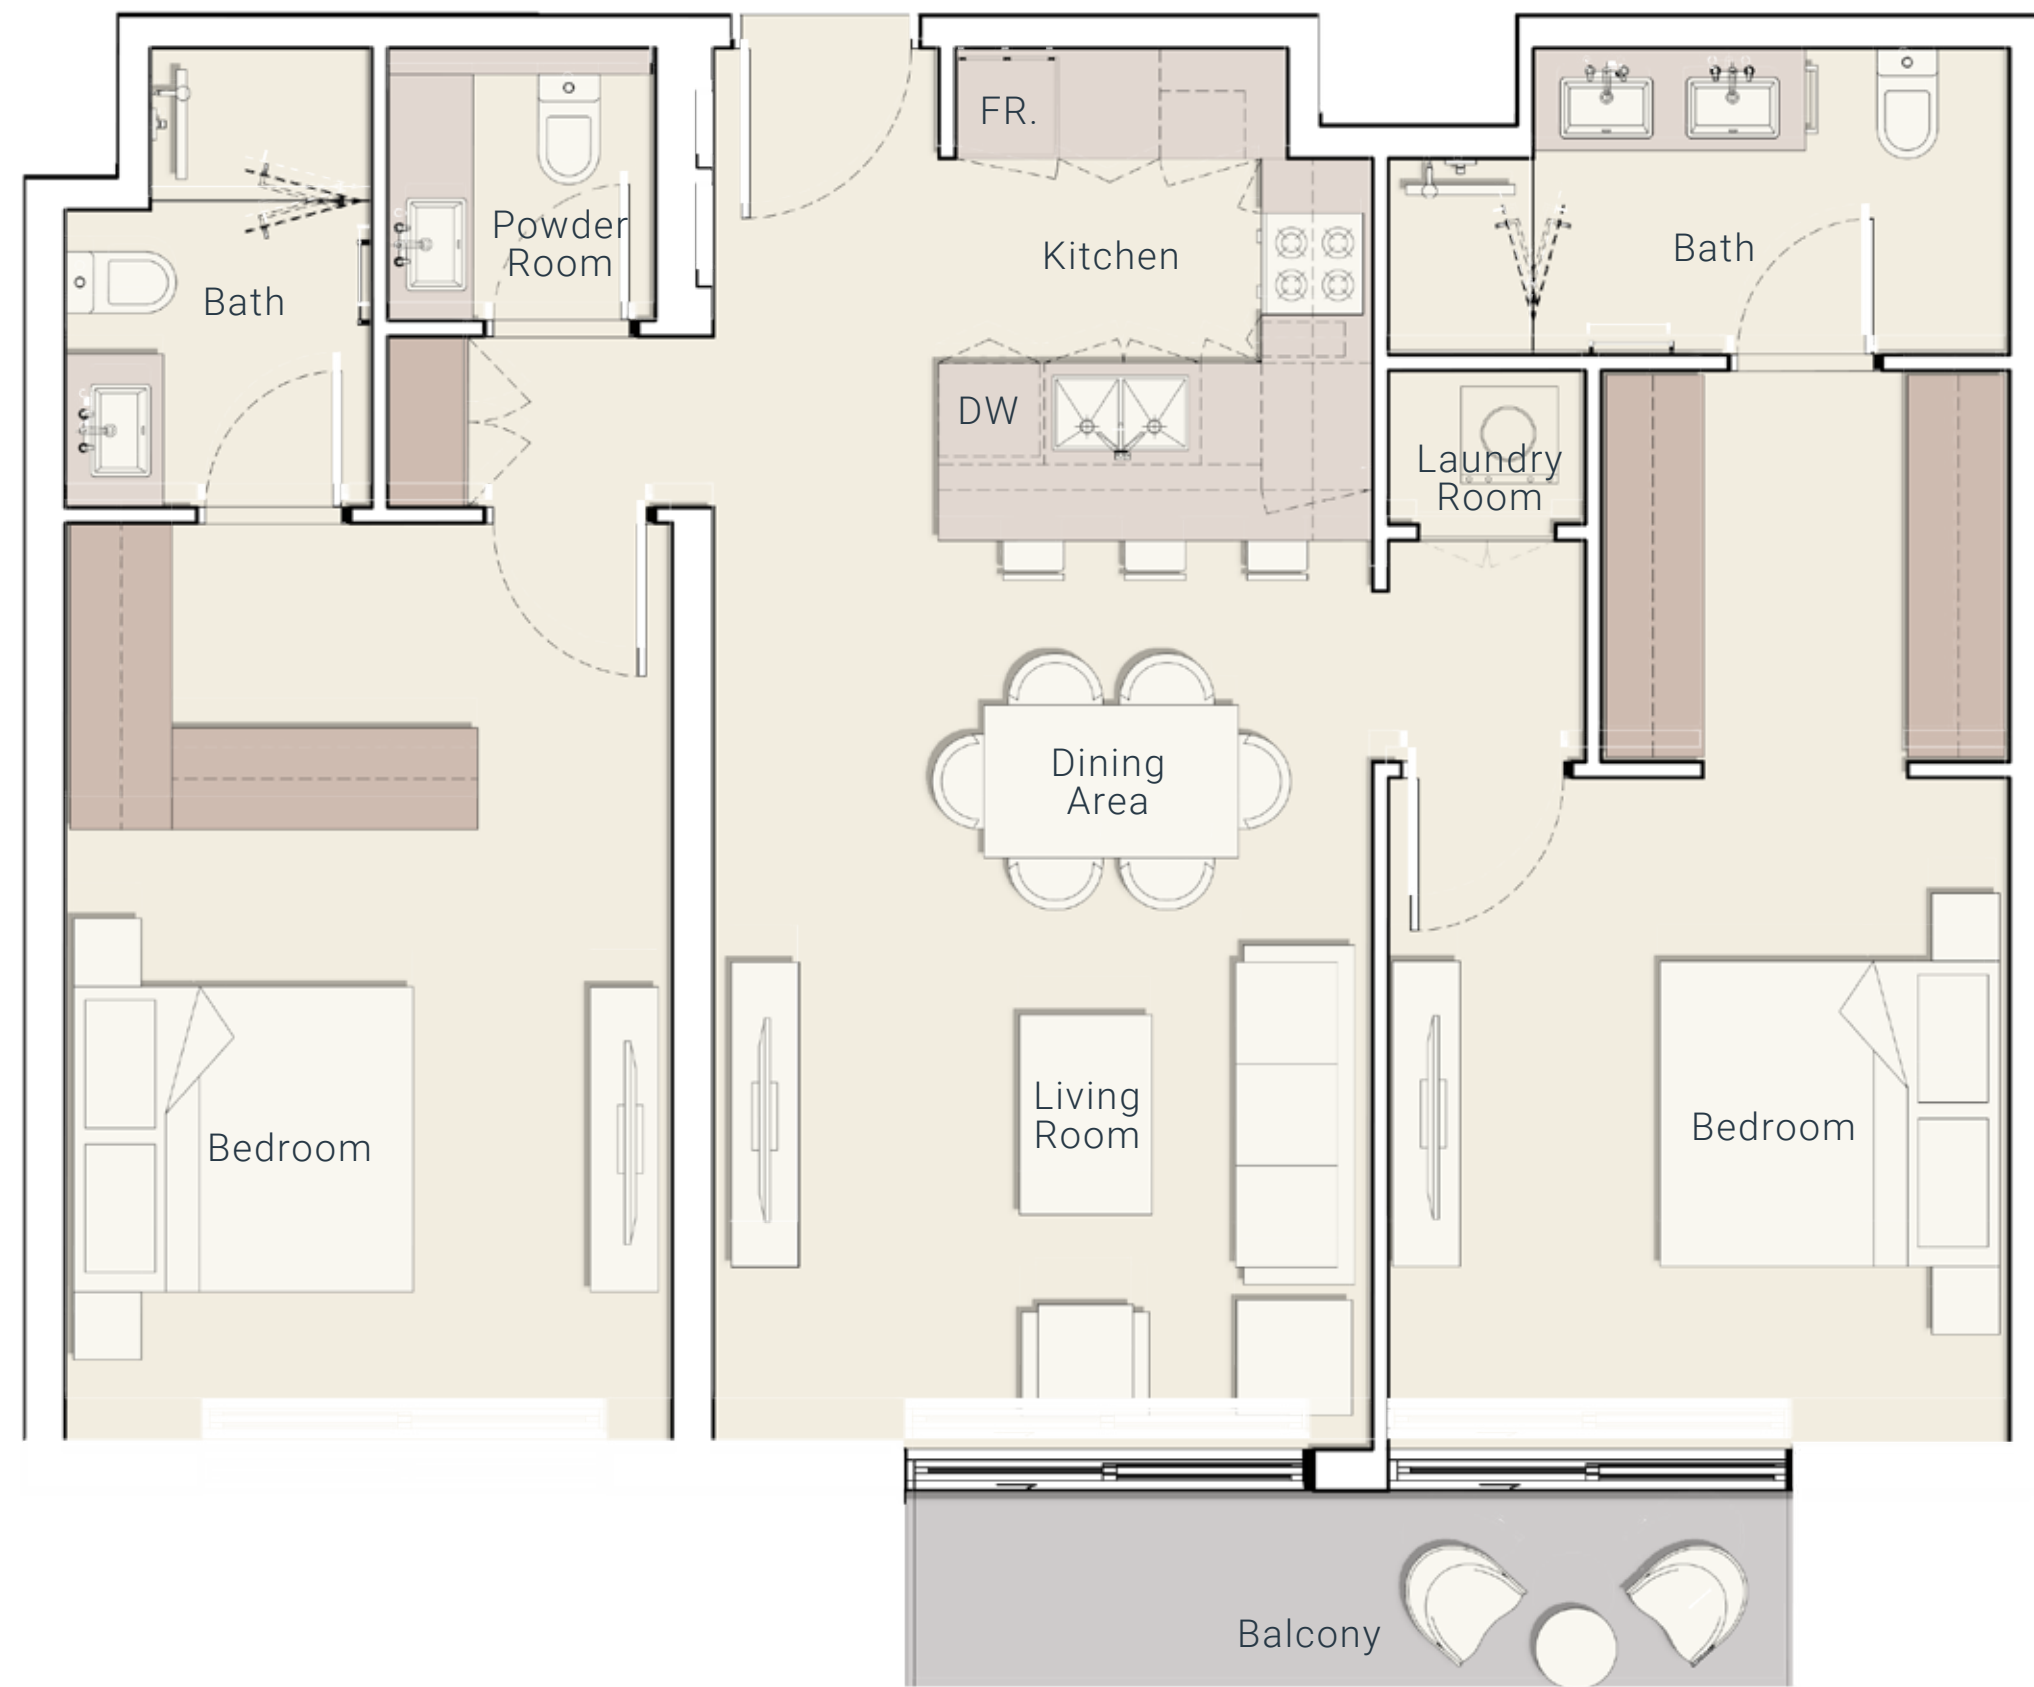 FR.
Powder
Room
Kitchen
Bath
Bath
DW
Laundry
Room
Dining
Area
Living
Room
Bedroom
Bedroom
Balcony